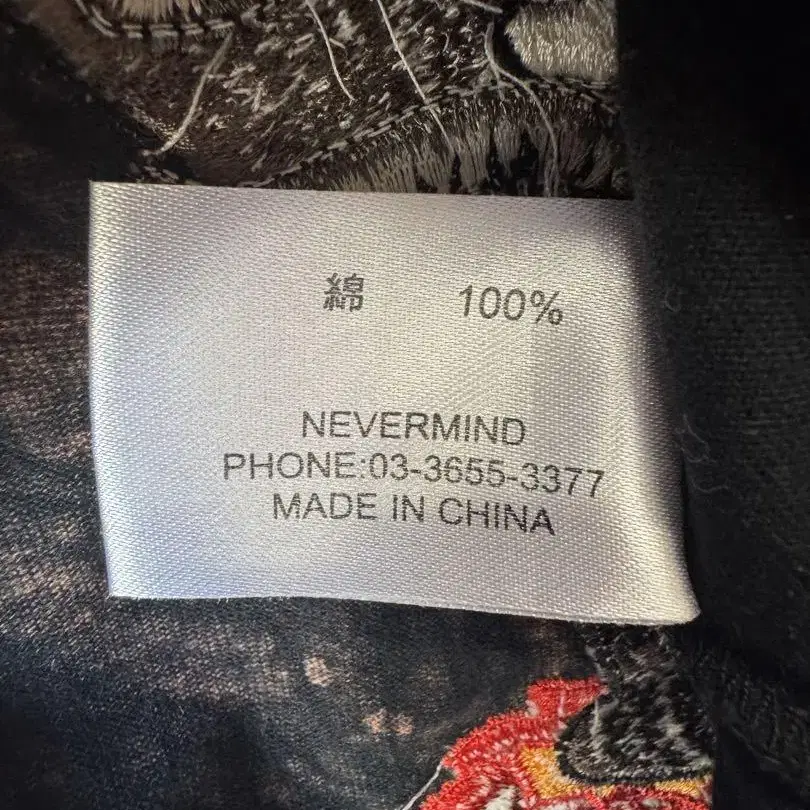 綿 100%
NEVERMIND
PHONE:03-3655-3377
MADE IN CHINA